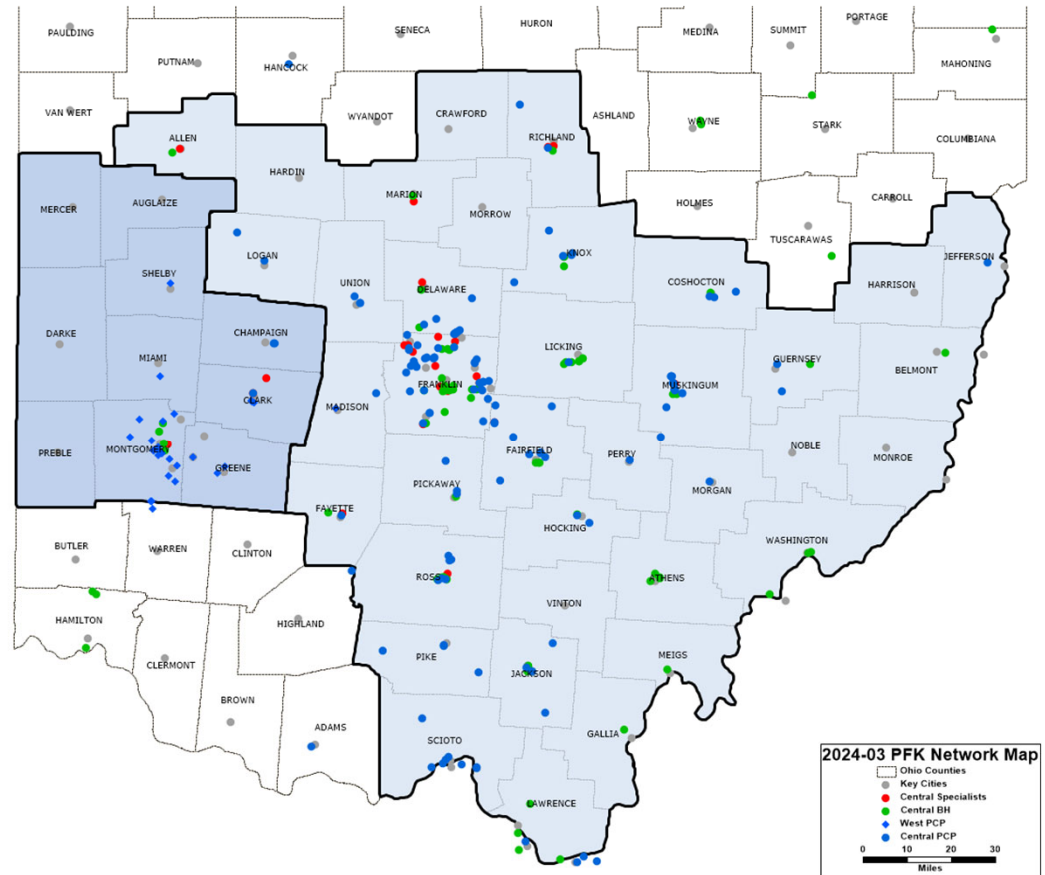 PAULDING
SENECA
HURON
MEDINA
SUMMIT
PORTAGE
PUTNAM
HANCOCK
MAHONING
VAN WERT
WYANDOT
CRAWFORD
RICHLAND
ASHLAND
WAYNE
STARK
COLUMBIANA
ALLEN
HARDIN
MARION
MORROW
HOLMES
CARROLL
MERCER
AUGLAIZE
TUSCARAWAS
LOGAN
KNOX
JEFFERSON
SHELBY
UNION
DELAWARE
COSHOCTON
HARRISON
DARKE
CHAMPAIGN
MIAMI
LICKING
GUERNSEY
BELMONT
FRANKLIN
MUSKINGUM
CLARK
MADISON
PREBLE
MONTGOMERY
GREENE
FAIRFIELD
PERRY
NOBLE
MONROE
PICKAWAY
MORGAN
FAYETTE
HOCKING
BUTLER
WARREN
CLINTON
WASHINGTON
ROSS
ATHENS
VINTON
HAMILTON
HIGHLAND
CLERMONT
PIKE
JACKSON
MEIGS
BROWN
ADAMS
SCIOTO
GALLIA
LAWRENCE
2024-03 PFK Network Map
Ohio Counties
Key Cities
Central Specialists
Central BH
West PCP
Central PCP
0 10 20 30
Miles